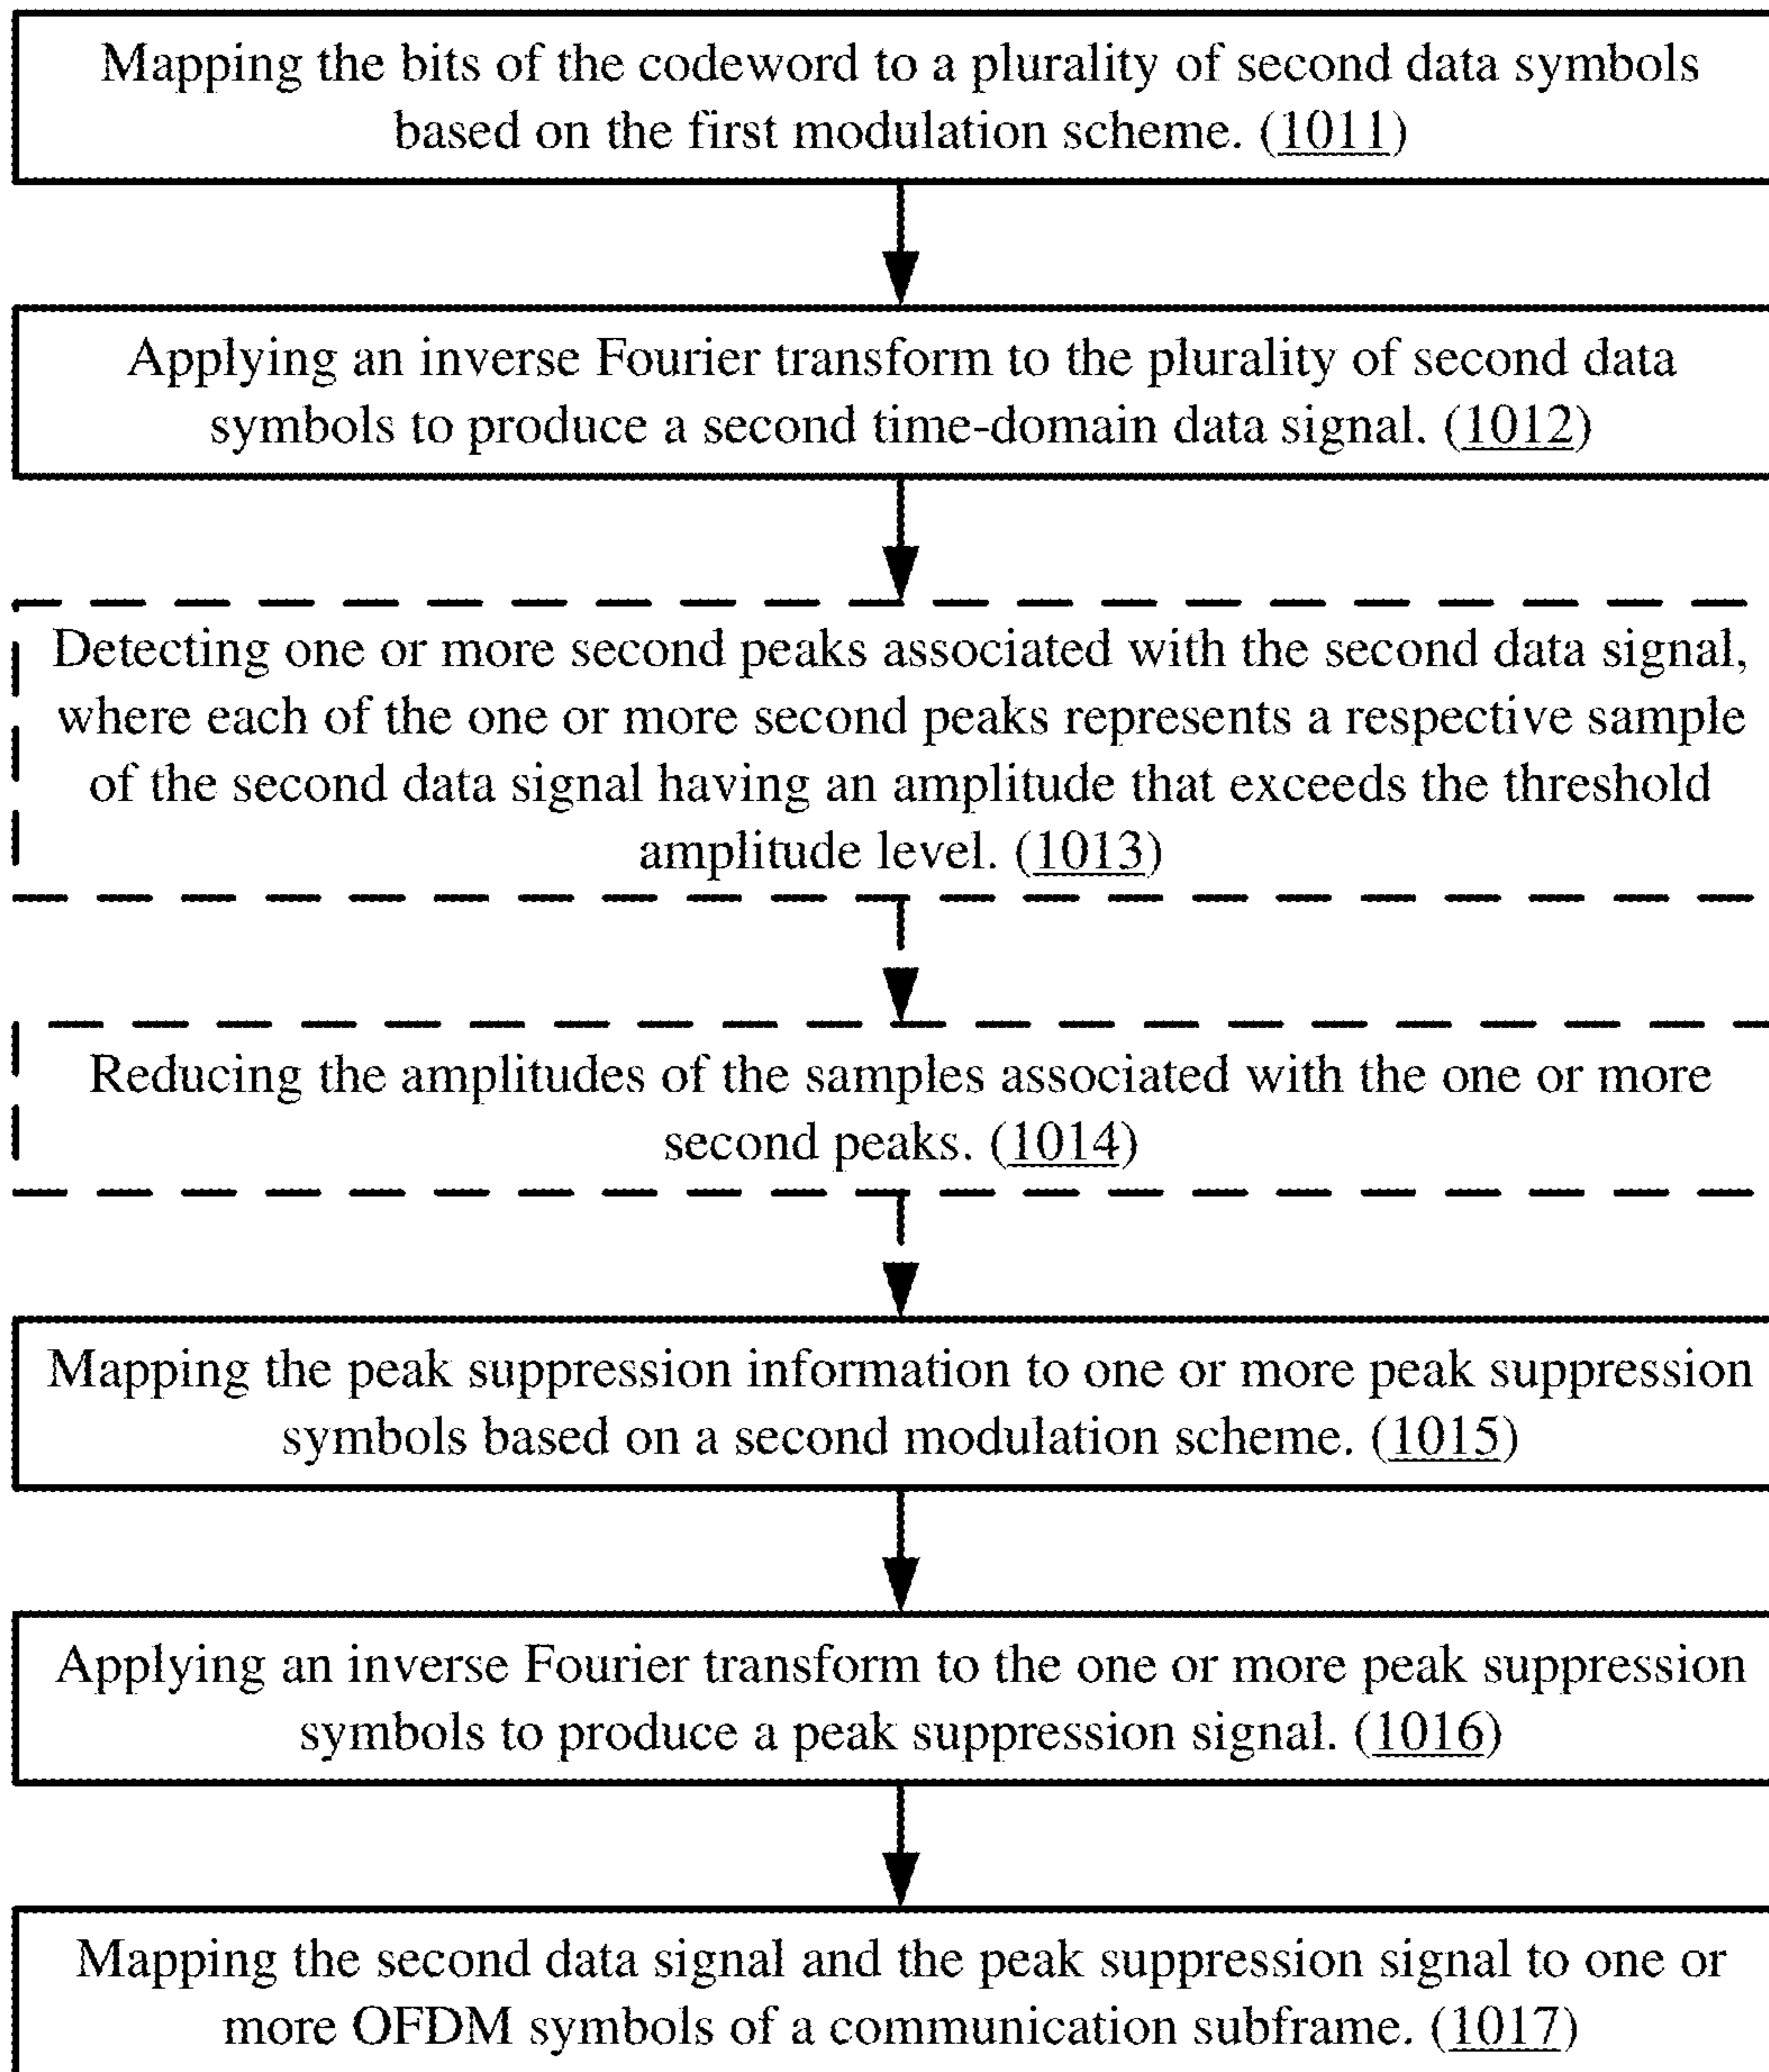 Mapping the bits of the codeword to a plurality of second data symbols
based on the first modulation scheme. (1011)
Applying an inverse Fourier transform to the plurality of second data
symbols to produce a second time-domain data signal. (1012)
Detecting one or more second peaks associated with the second data signal,
where each of the one or more second peaks represents a respective sample
of the second data signal having an amplitude that exceeds the threshold
amplitude level. (1013)
Reducing the amplitudes of the samples associated with the one or more
second peaks. (1014)
Mapping the peak suppression information to one or more peak suppression
symbols based on a second modulation scheme. (1015)
Applying an inverse Fourier transform to the one or more peak suppression
symbols to produce a peak suppression signal. (1016)
Mapping the second data signal and the peak suppression signal to one or
more OFDM symbols of a communication subframe. (1017)